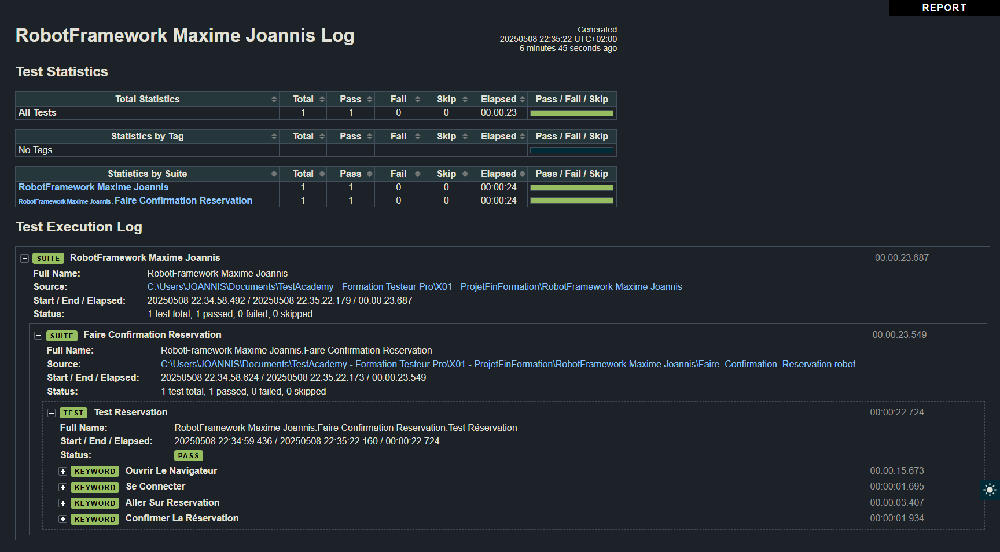 REPORT
RobotFramework Maxime Joannis Log
Generated
20250508 22:35:22 UTC+02:00
6 minutes 45 seconds ago
Test Statistics
Total Statistics Total Pass Fail Skip Elapsed Pass / Fail / Skip
All Tests 1 1 0 0 00:00:23
Statistics by Tag Total Pass Fail Skip Elapsed Pass / Fail / Skip
No Tags
Statistics by Suite Total Pass Fail Skip Elapsed Pass / Fail / Skip
RobotFramework Maxime Joannis 1 1 0 0 00:00:24
RobotFramework Maxime Joannis . Faire Confirmation Reservation 1 1 0 0 00:00:24
Test Execution Log
SUITE RobotFramework Maxime Joannis 00:00:23.687
Full Name: RobotFramework Maxime Joannis
Source: C:\Users\JOANNIS\Documents\TestAcademy - Formation Testeur Pro\X01 - ProjetFinFormation\RobotFramework Maxime Joannis
Start / End / Elapsed: 20250508 22:34:58.492 / 20250508 22:35:22.179 / 00:00:23.687
Status: 1 test total, 1 passed, 0 failed, 0 skipped
SUITE Faire Confirmation Reservation 00:00:23.549
Full Name: RobotFramework Maxime Joannis.Faire Confirmation Reservation
Source: C:\Users\JOANNIS\Documents\TestAcademy - Formation Testeur Pro\X01 - ProjetFinFormation\RobotFramework Maxime Joannis\Faire_Confirmation_Reservation.robot
Start / End / Elapsed: 20250508 22:34:58.624 / 20250508 22:35:22.173 / 00:00:23.549
Status: 1 test total, 1 passed, 0 failed, 0 skipped
TEST Test Réservation 00:00:22.724
Full Name: RobotFramework Maxime Joannis.Faire Confirmation Reservation.Test Réservation
Start / End / Elapsed: 20250508 22:34:59.436 / 20250508 22:35:22.160 / 00:00:22.724
Status: PASS
KEYWORD Ouvrir Le Navigateur 00:00:15.673
KEYWORD Se Connecter 00:00:01.695
KEYWORD Aller Sur Reservation 00:00:03.407
KEYWORD Confirmer La Réservation 00:00:01.934